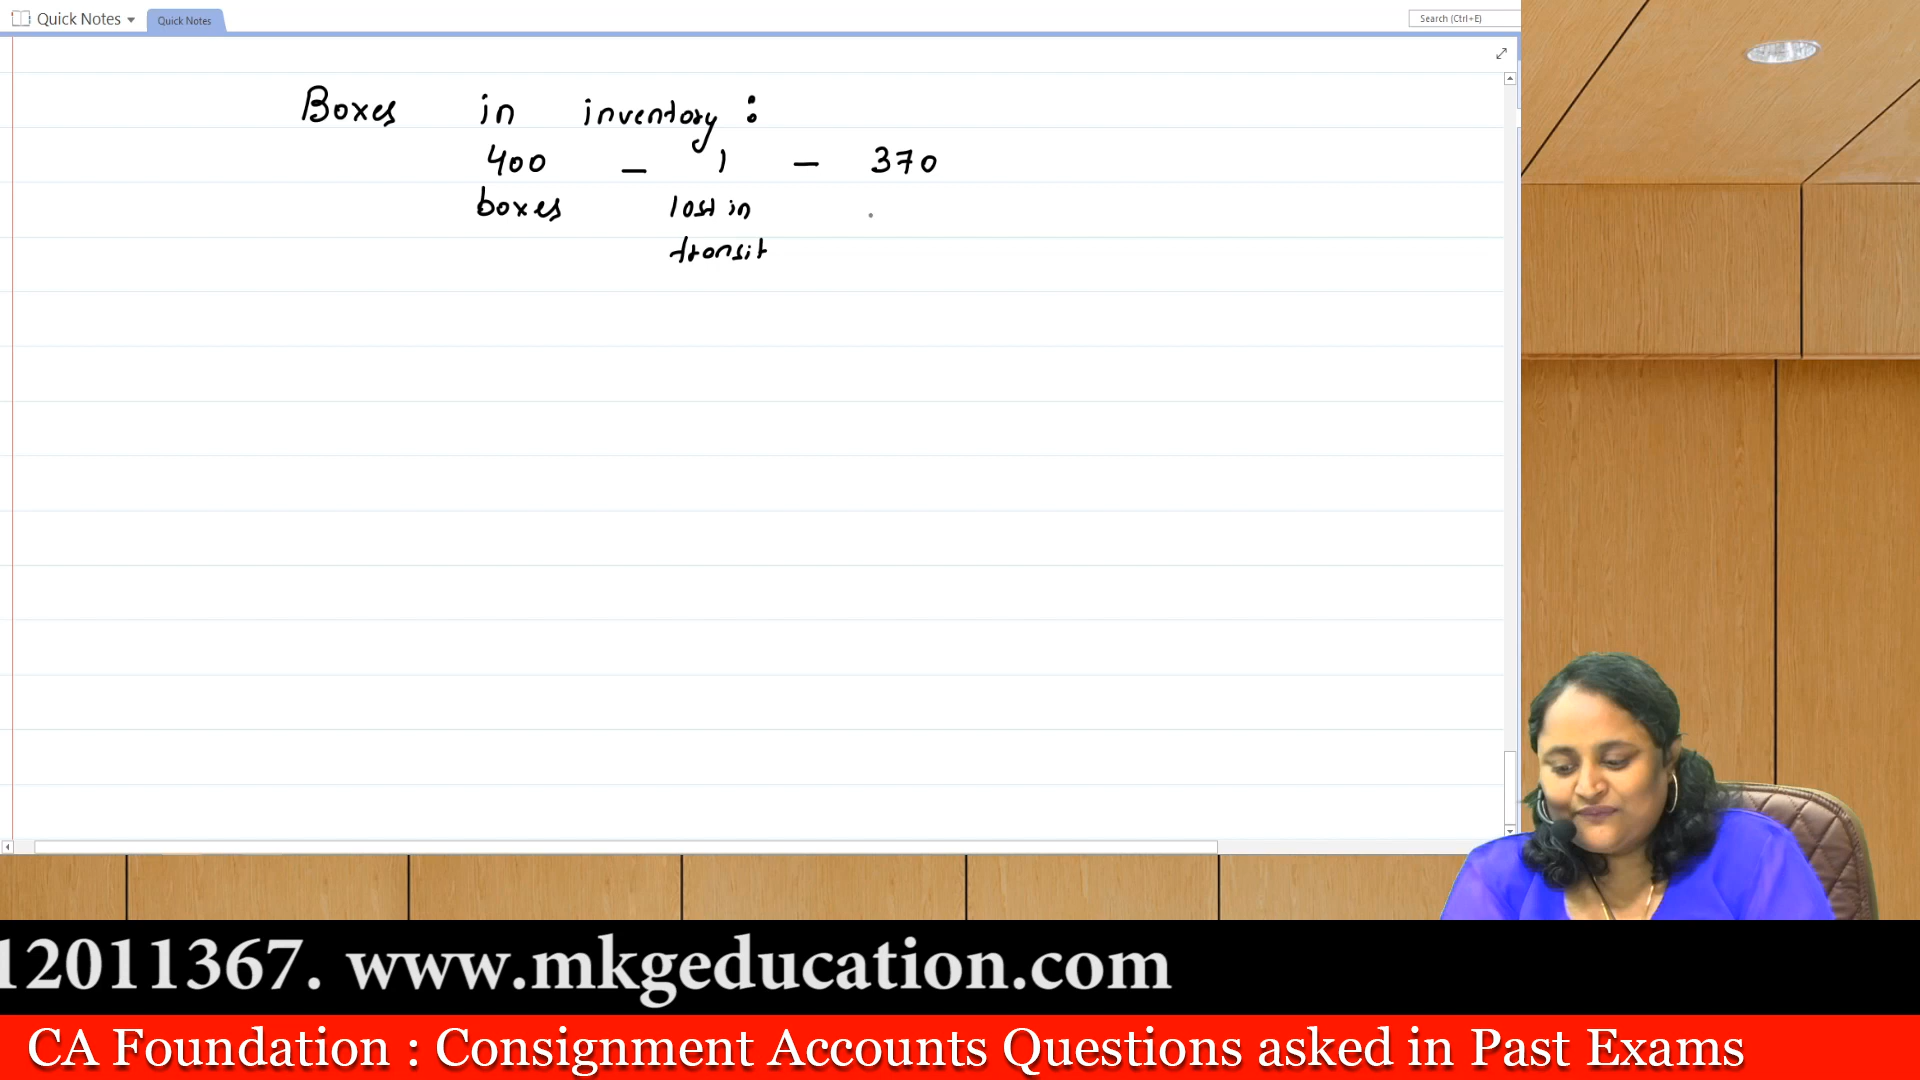 Quick Notes
Quick Notes
Search (Ctrl+E)
Boxes in inventory :
400 - 1 - 370
boxes lost in
transit
12011367. www.mkgeducation.com
CA Foundation : Consignment Accounts Questions asked in Past Exams